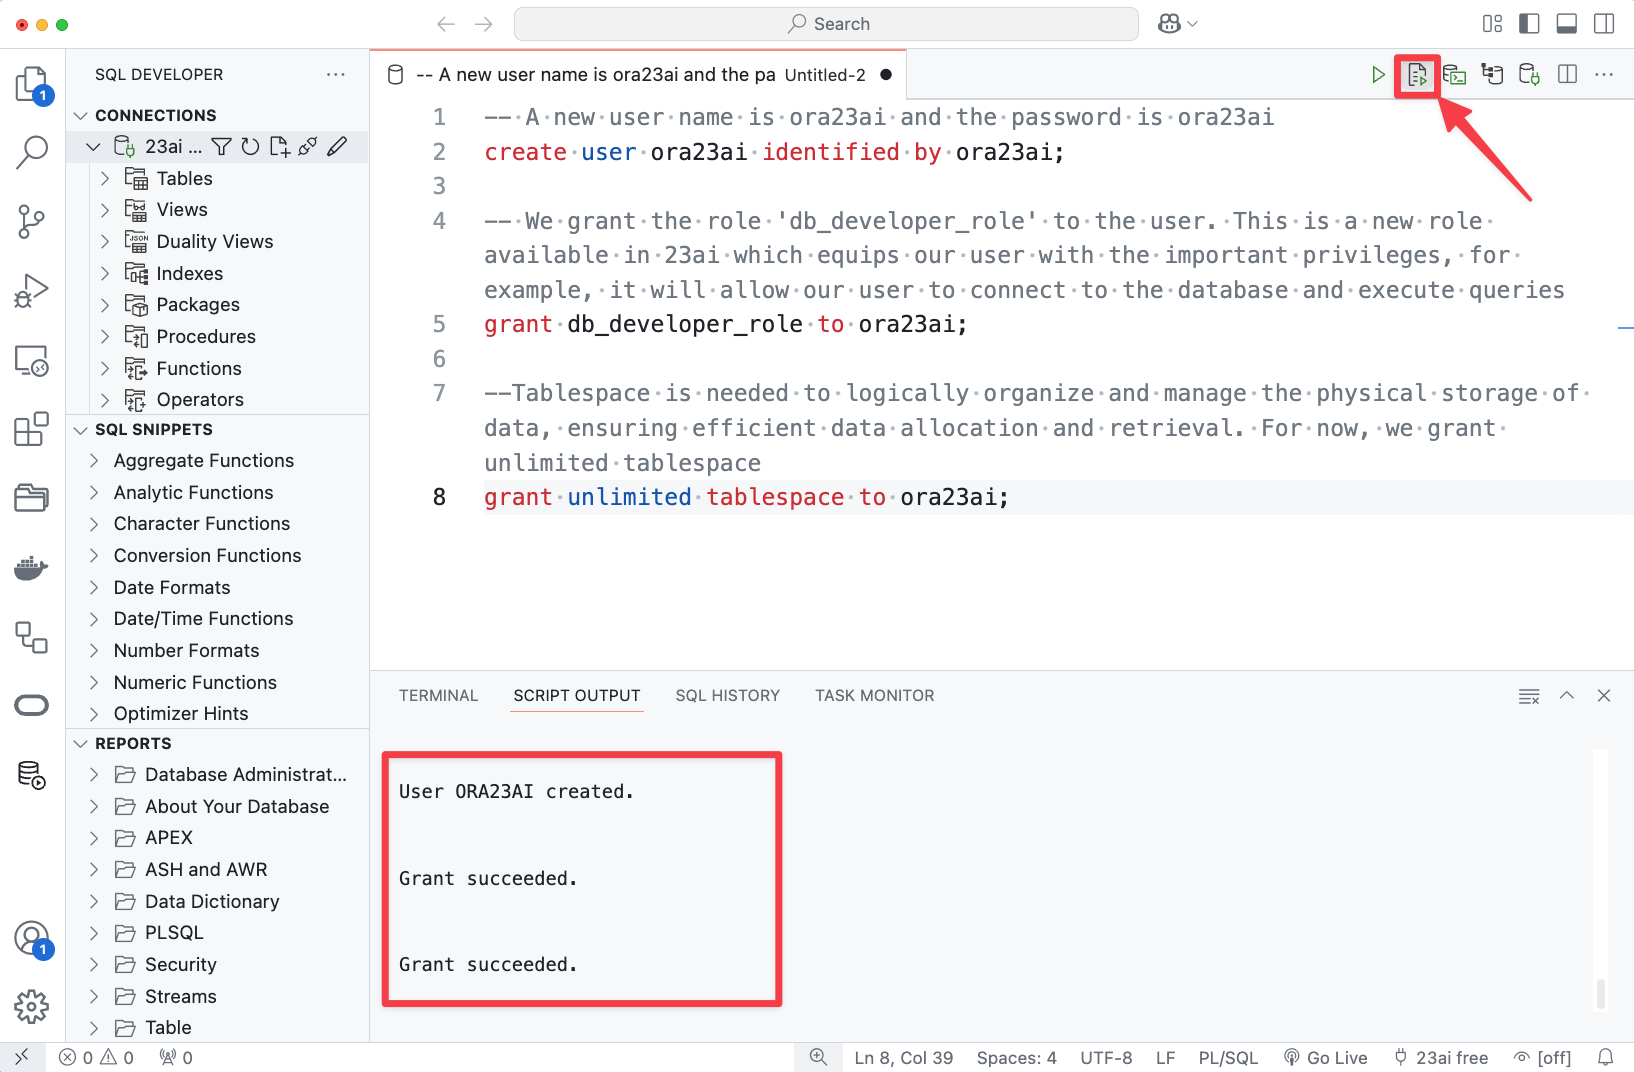 Search
SQL DEVELOPER
CONNECTIONS
23ai ...
Tables
Views
JSON
Duality Views
Indexes
Packages
Procedures
Functions
Operators
SQL SNIPPETS
Aggregate Functions
Analytic Functions
Character Functions
Conversion Functions
Date Formats
Date/Time Functions
Number Formats
Numeric Functions
Optimizer Hints
REPORTS
Database Administrat...
About Your Database
APEX
ASH and AWR
Data Dictionary
PLSQL
Security
Streams
Table
1
1
-- A new user name is ora23ai and the pa Untitled-2
1 -- A new user name is ora23ai and the password is ora23ai
2 create user ora23ai identified by ora23ai;
3
4 -- We grant the role 'db_developer_role' to the user. This is a new role
available in 23ai which equips our user with the important privileges, for
example, it will allow our user to connect to the database and execute queries
5 grant db_developer_role to ora23ai;
6
7 --Tablespace is needed to logically organize and manage the physical storage of
data, ensuring efficient data allocation and retrieval. For now, we grant
unlimited tablespace
8 grant unlimited tablespace to ora23ai;
TERMINAL SCRIPT OUTPUT SQL HISTORY TASK MONITOR
User ORA23AI created.
Grant succeeded.
Grant succeeded.
0 0 0 Ln 8, Col 39 Spaces: 4 UTF-8 LF PL/SQL Go Live 23ai free [off]